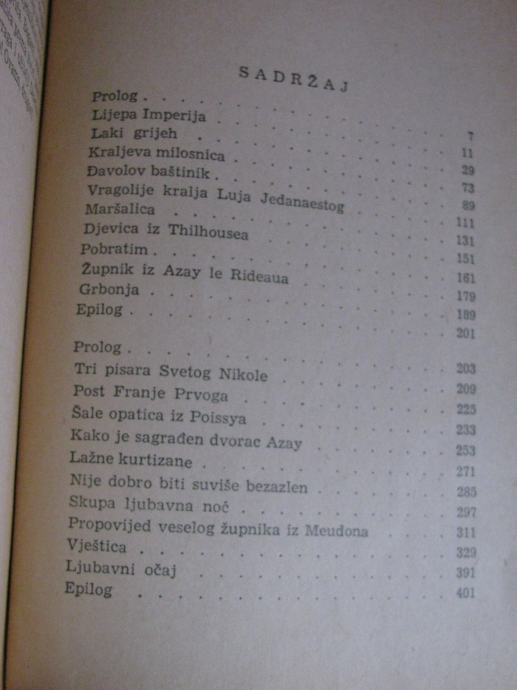 SADRŽAJ
Prolog . . . . . . . . . . . 7
Lijepa Imperija . . . . . . . . . 11
Laki grijeh . . . . . . . . . . 29
Kraljeva milosnica . . . . . . . . 73
Đavolov baštinik . . . . . . . . . 89
Vragolije kralja Luja Jedanaestog . . . . 111
Maršalica . . . . . . . . . . 131
Djevica iz Thilhousea . . . . . . . 151
Pobratim . . . . . . . . . . . 161
Župnik iz Azay le Rideaua . . . . . . 179
Grbonja . . . . . . . . . . . 189
Epilog . . . . . . . . . . . 201
Prolog . . . . . . . . . . . 203
Tri pisara Svetog Nikole . . . . . . 209
Post Franje Prvoga . . . . . . . . 225
Šale opatica iz Poissya . . . . . . . 233
Kako je sagrađen dvorac Azay . . . . . 253
Lažne kurtizane . . . . . . . . . 271
Nije dobro biti suviše bezazlen . . . . . 285
Skupa ljubavna noć . . . . . . . . 297
Propovijed veselog župnika iz Meudona . . . 311
Vještica . . . . . . . . . . . 329
Ljubavni očaj . . . . . . . . . 391
Epilog . . . . . . . . . . . 401